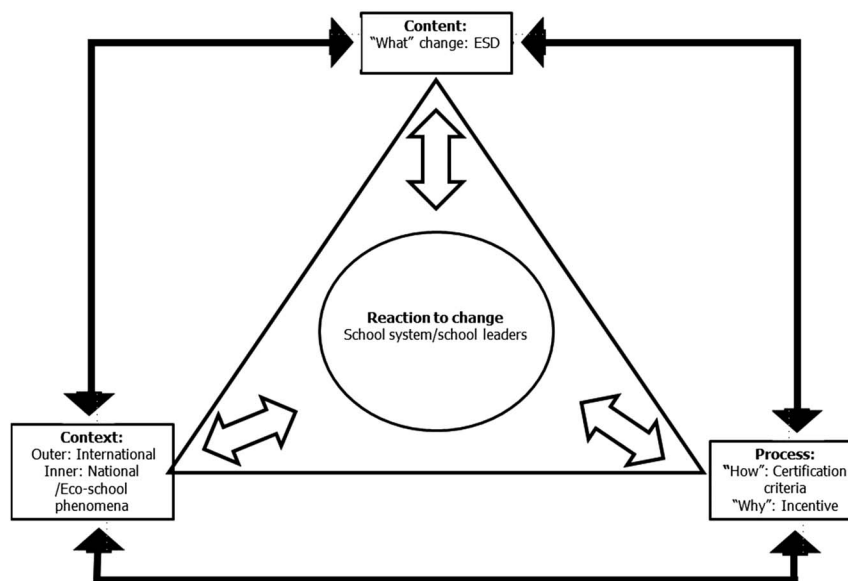 Content:
“What” change: ESD
Reaction to change
School system/school leaders
Context:
Outer: International
Inner: National
/Eco-school
phenomena
Process:
“How”: Certification
criteria
“Why”: Incentive